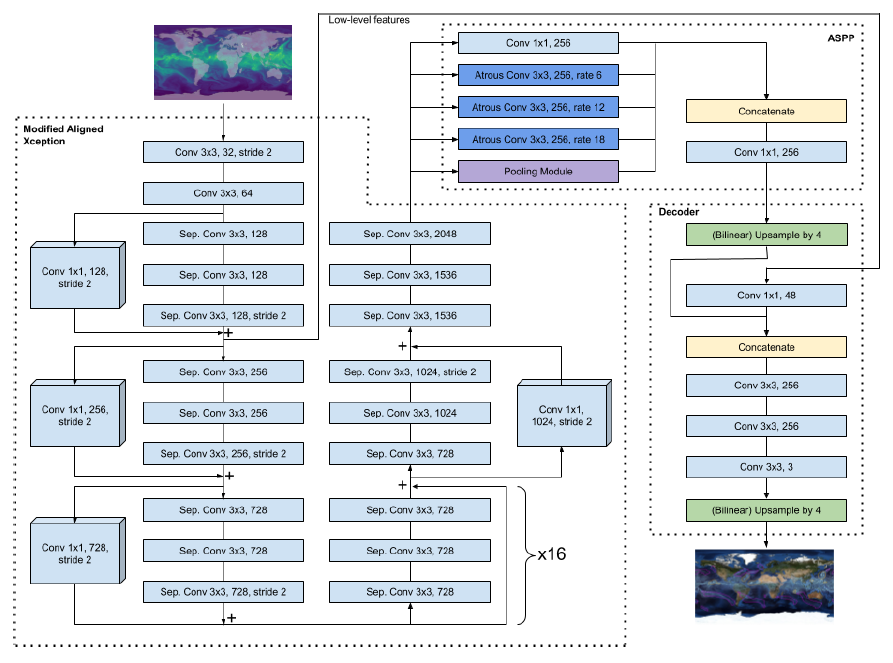 Low-level features
Modified Aligned
Xception
Conv 3x3, 32, stride 2
Conv 3x3, 64
Sep. Conv 3x3, 128
Sep. Conv 3x3, 128
Sep. Conv 3x3, 128, stride 2
Conv 1x1, 128,
stride 2
+
Sep. Conv 3x3, 256
Sep. Conv 3x3, 256
Sep. Conv 3x3, 256, stride 2
Conv 1x1, 256,
stride 2
+
Sep. Conv 3x3, 728
Sep. Conv 3x3, 728
Sep. Conv 3x3, 728, stride 2
Conv 1x1, 728,
stride 2
+
Sep. Conv 3x3, 2048
Sep. Conv 3x3, 1536
Sep. Conv 3x3, 1536
+
Sep. Conv 3x3, 1024, stride 2
Sep. Conv 3x3, 1024
Sep. Conv 3x3, 728
Conv 1x1,
1024, stride 2
+
Sep. Conv 3x3, 728
Sep. Conv 3x3, 728
Sep. Conv 3x3, 728
x16
ASPP
Conv 1x1, 256
Atrous Conv 3x3, 256, rate 6
Atrous Conv 3x3, 256, rate 12
Atrous Conv 3x3, 256, rate 18
Pooling Module
Concatenate
Conv 1x1, 256
Decoder
(Bilinear) Upsample by 4
Conv 1x1, 48
Concatenate
Conv 3x3, 256
Conv 3x3, 256
Conv 3x3, 3
(Bilinear) Upsample by 4